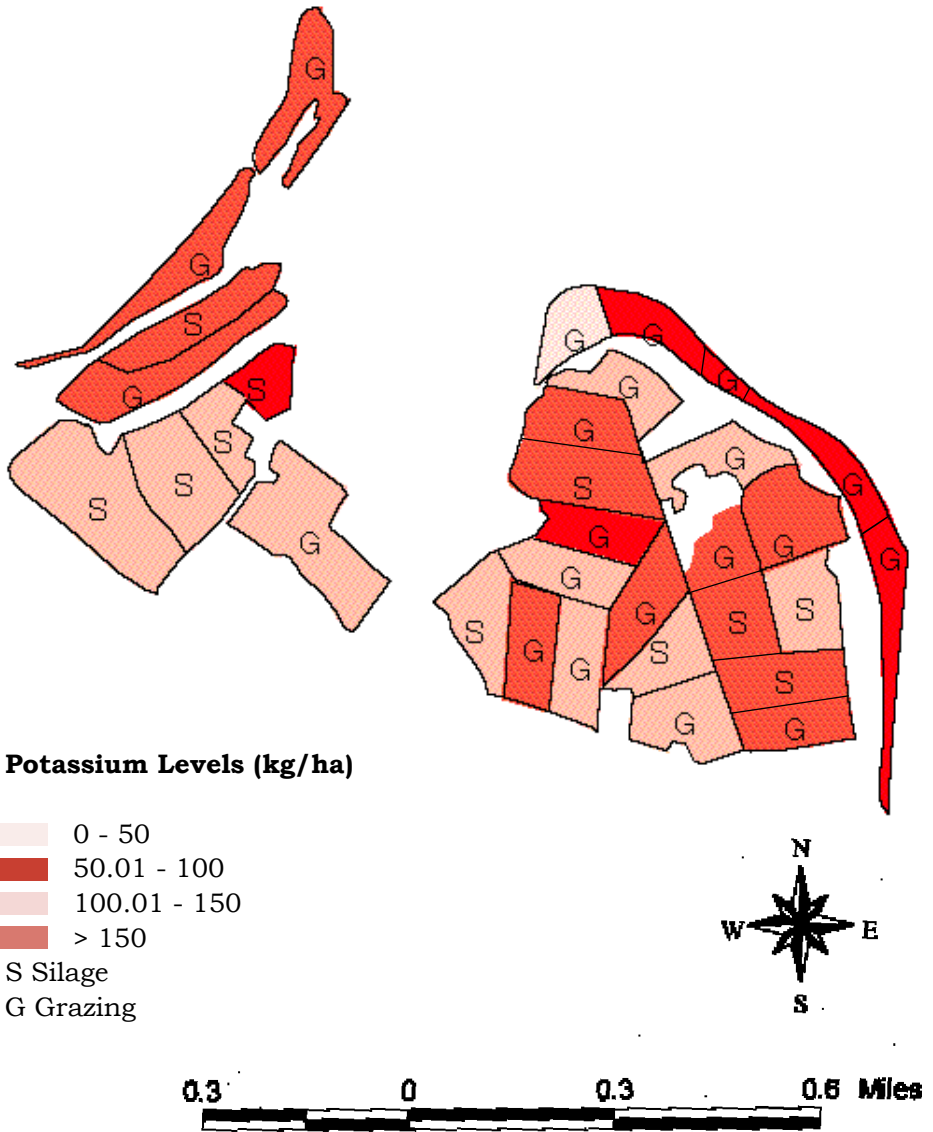 G
G
S
G
S
S
S
S
G
G
G
G
G
G
G
S
G
G
G
G
G
G
G
S
G
G
G
S
S
S
S
G
S
G
Potassium Levels (kg/ha)
0 - 50
50.01 - 100
100.01 - 150
> 150
S Silage
G Grazing
N
W E
S
0.3 0 0.3 0.6 Miles